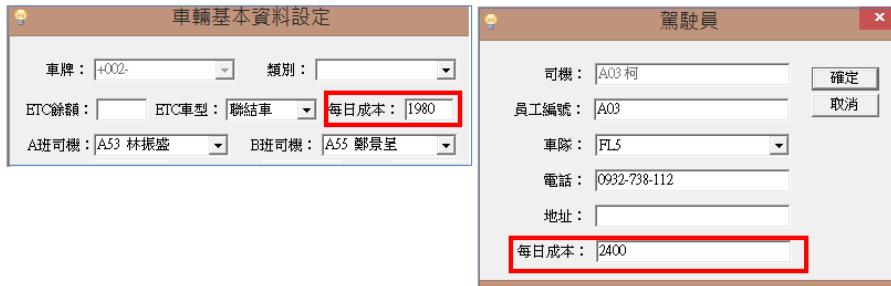 車輛基本資料設定
車牌： +002-
類別：
ETC餘額：
ETC車型： 聯結車
每日成本： 1980
A班司機： A53 林振盛
B班司機： A55 鄭景呈
駕駛員
司機： A03 柯
確定
員工編號： A03
取消
車隊： FL5
電話： 0932-738-112
地址：
每日成本： 2400